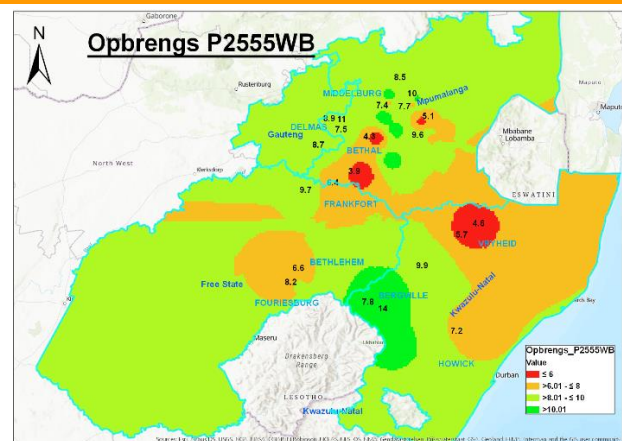 Opbrengs P2555WB
N
Gaborone
Rustenburg
8.5
MIDDELBURG
10
Mpumalanga
7.4
7.7
Maputo
8.9 11
5.1
DELMAS
7.5
4.3
9.6
Mbabane
Lobamba
Gauteng
8.7
BETHAL
North West
Klerksdorp
3.9
ESWATINI
6.4
9.7
FRANKFORT
4.6
5.7
VRYHEID
BETHLEHEM
6.6
9.9
Free State
8.2
BERGVILLE
Kwazulu-Natal
FOURIESBURG
7.8
14
7.2
Maseru
Drakensberg
Range
HOWICK
Durban
LESOTHO
Kwazulu-Natal
Opbrengs_P2555WB
Value
≤ 6
>6.01 - ≤ 8
>8.01 - ≤ 10
>10.01